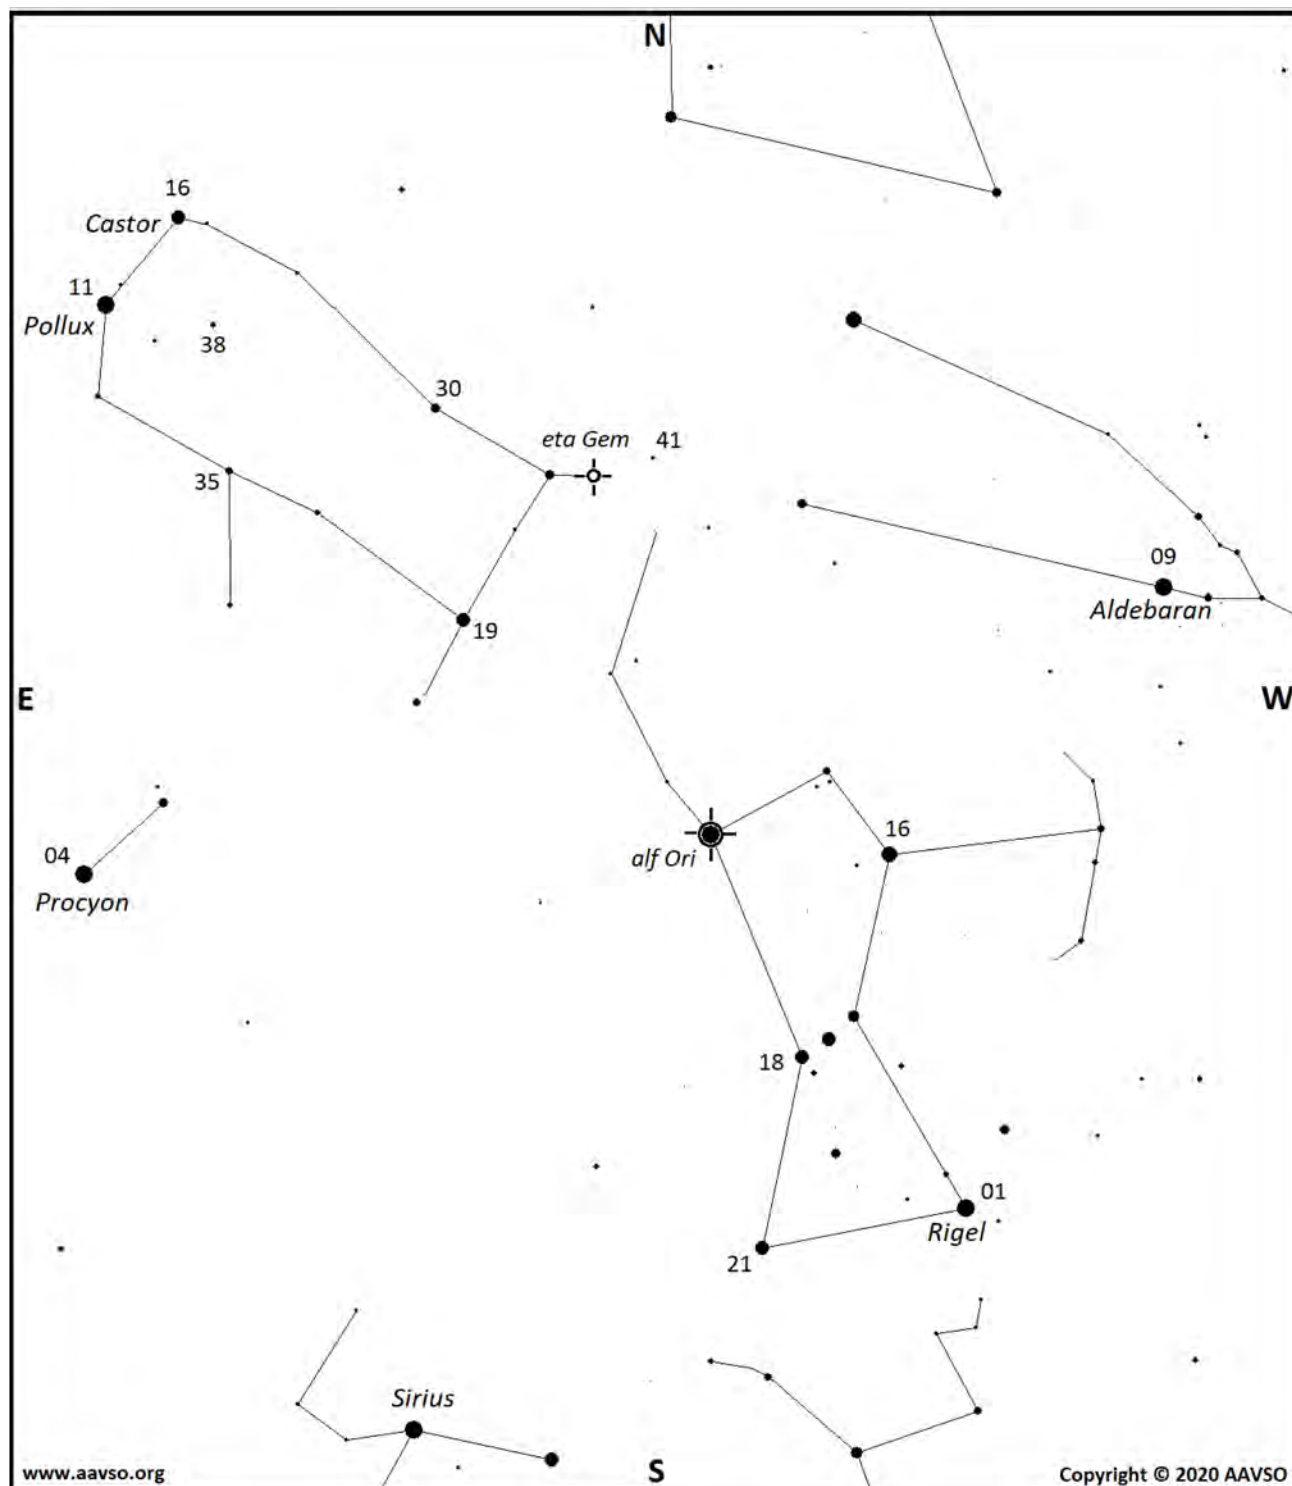 N
16
Castor
11
Pollux
38
30
eta Gem
41
35
09
Aldebaran
19
E
W
16
alf Ori
04
Procyon
18
01
Rigel
21
Sirius
www.aavso.org
S
Copyright © 2020 AAVSO